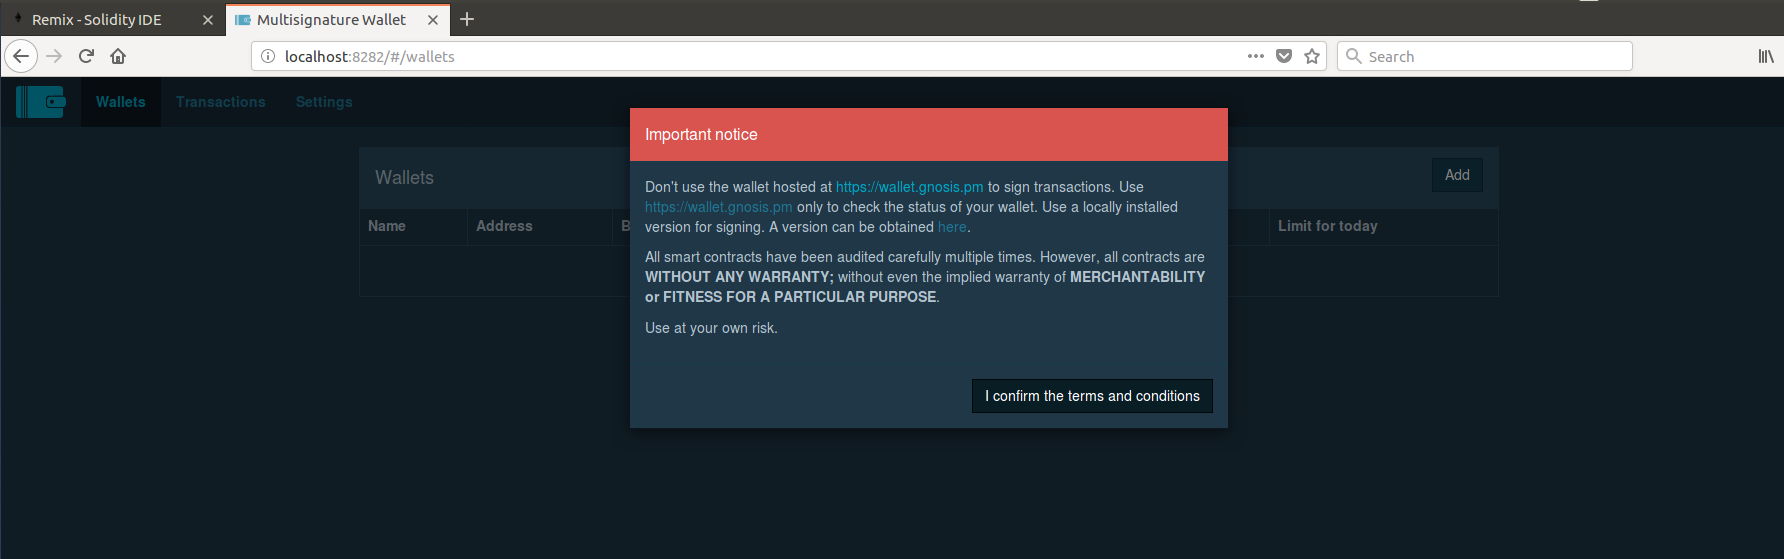 Remix - Solidity IDE
Multisignature Wallet
localhost:8282/#/wallets
Search
Wallets Transactions Settings
Important notice
Wallets
Add
Don't use the wallet hosted at https://wallet.gnosis.pm to sign transactions. Use
https://wallet.gnosis.pm only to check the status of your wallet. Use a locally installed
version for signing. A version can be obtained here.
Name Address B Limit for today
All smart contracts have been audited carefully multiple times. However, all contracts are
WITHOUT ANY WARRANTY; without even the implied warranty of MERCHANTABILITY
or FITNESS FOR A PARTICULAR PURPOSE.
Use at your own risk.
I confirm the terms and conditions